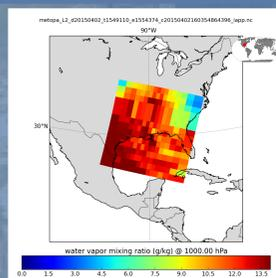 metopa_L2_d20150402_t1549110_e1554374_c20150402160354864396_iapp.nc
90°W
30°N
water vapor mixing ratio (g/kg) @ 1000.00 hPa
0.0 1.5 3.0 4.5 6.0 7.5 9.0 10.5 12.0 13.5